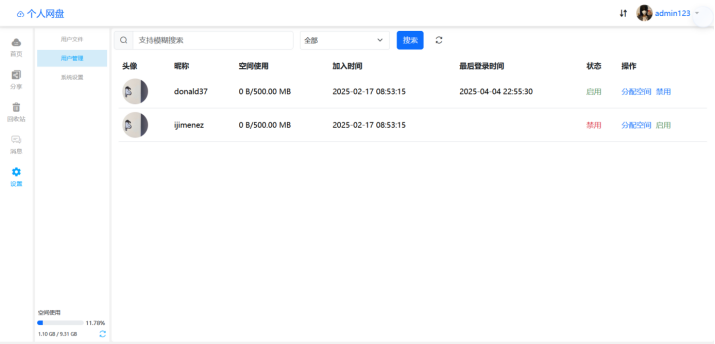 个人网盘
admin123
首页
分享
回收站
消息
设置
用户文件
用户管理
系统设置
支持模糊搜索
全部
搜索
头像 昵称 空间使用 加入时间 最后登录时间 状态 操作
donald37 0 B/500.00 MB 2025-02-17 08:53:15 2025-04-04 22:55:30 启用 分配空间 禁用
ijimenez 0 B/500.00 MB 2025-02-17 08:53:15 禁用 分配空间 启用
空间使用
11.78%
1.10 GB / 9.31 GB